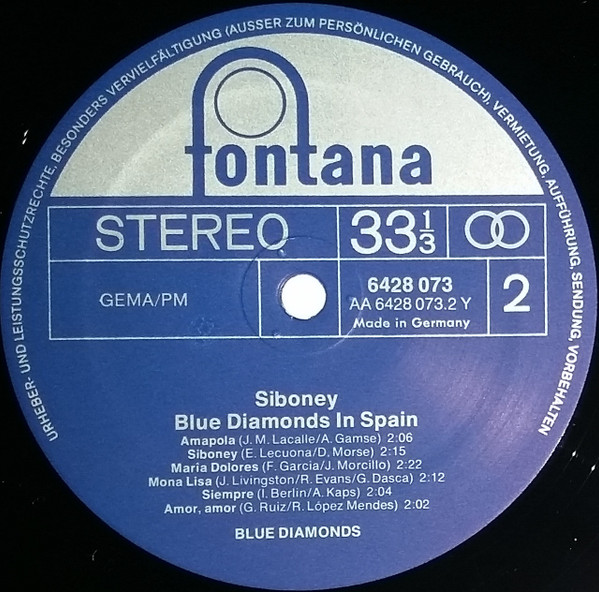 URHEBER- UND LEISTUNGSSCHUTZRECHTE, BESONDERS VERVIELFÄLTIGUNG (AUSSER ZUM PERSÖNLICHEN GEBRAUCH), VERMIETUNG, AUFFÜHRUNG, SENDUNG, VORBEHALTEN
fontana
STEREO 33 1/3
GEMA/PM
6428 073
AA 6428 073.2 Y
Made in Germany
2
Siboney
Blue Diamonds In Spain
Amapola (J. M. Lacalle/A. Gamse) 2:06
Siboney (E. Lecuona/D. Morse) 2:15
Maria Dolores (F. Garcia/J. Morcillo) 2:22
Mona Lisa (J. Livingston/R. Evans/G. Dasca) 2:12
Siempre (I. Berlin/A. Kaps) 2:04
Amor, amor (G. Ruiz/R. López Mendes) 2:02
BLUE DIAMONDS